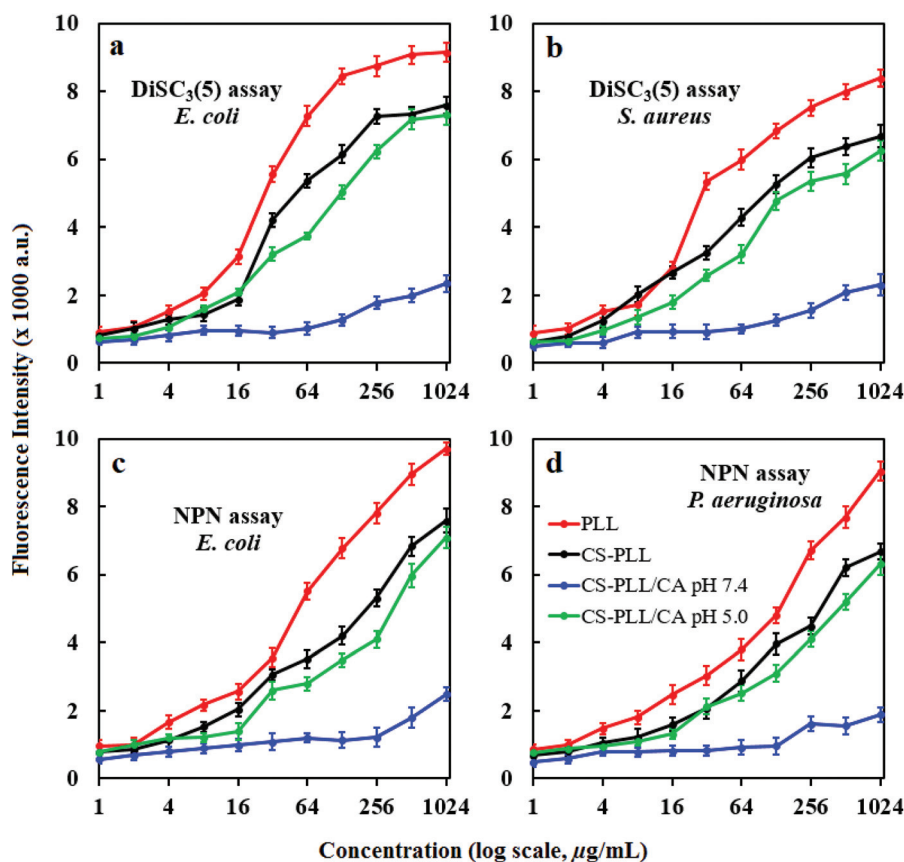 a
DiSC₃(5) assay
E. coli
10
8
6
4
2
0
1 4 16 64 256 1024
b
DiSC₃(5) assay
S. aureus
10
8
6
4
2
0
1 4 16 64 256 1024
Fluorescence Intensity (x 1000 a.u.)
c
NPN assay
E. coli
10
8
6
4
2
0
1 4 16 64 256 1024
d
NPN assay
P. aeruginosa
PLL
CS-PLL
CS-PLL/CA pH 7.4
CS-PLL/CA pH 5.0
10
8
6
4
2
0
1 4 16 64 256 1024
Concentration (log scale, µg/mL)